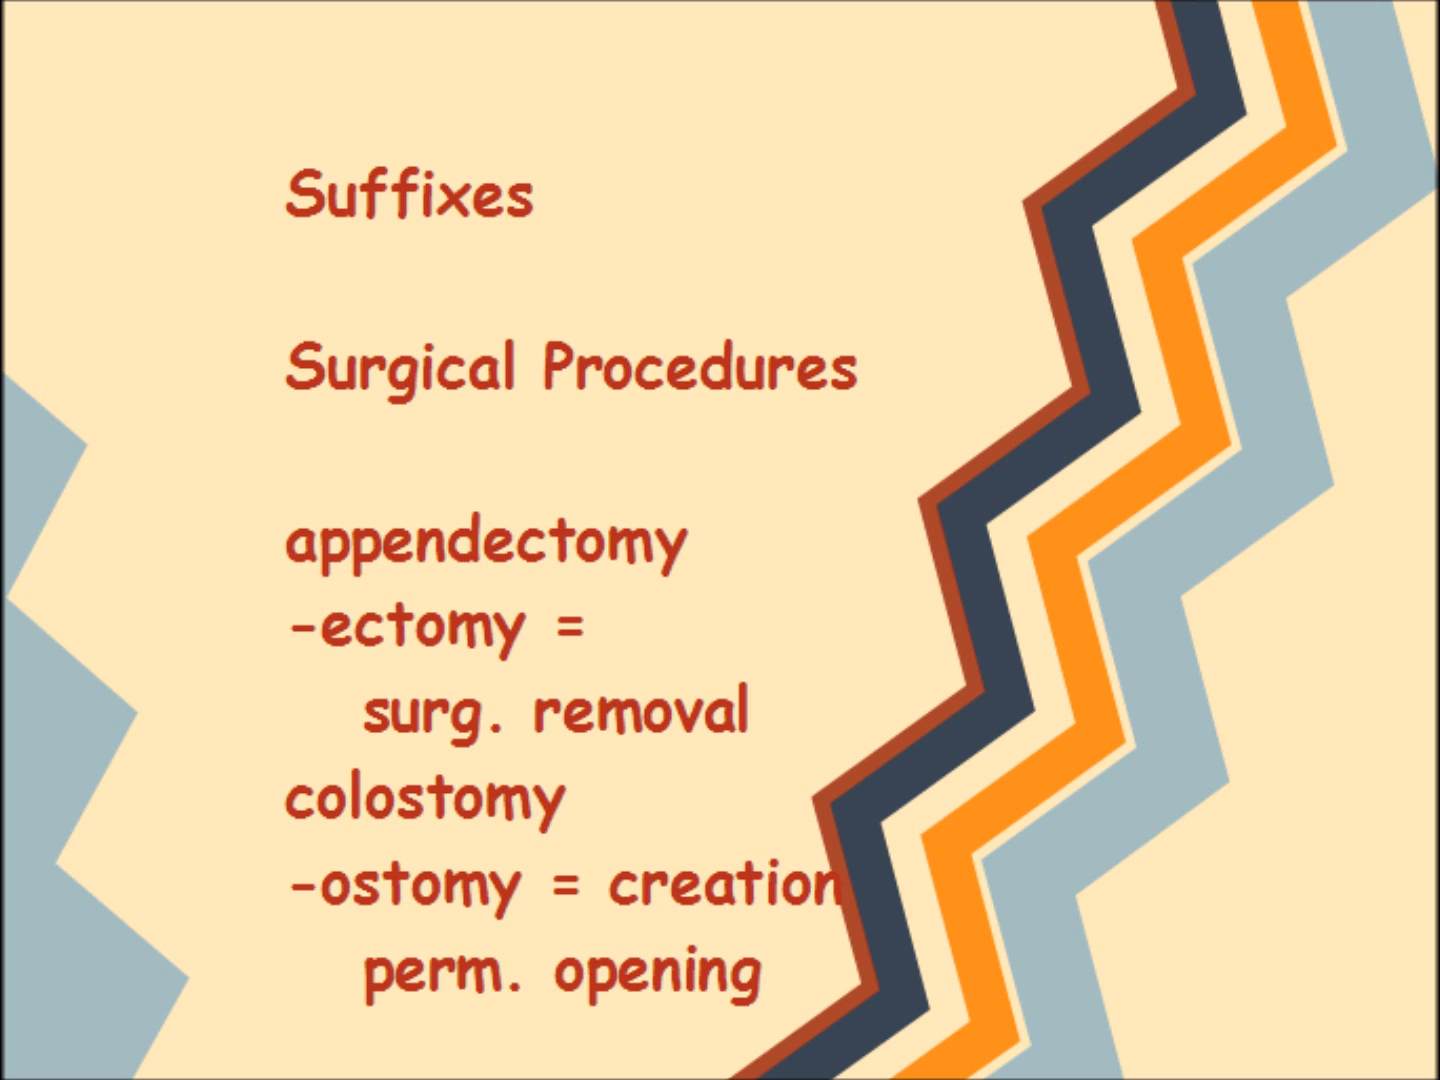 Suffixes
Surgical Procedures
appendectomy
-ectomy =
surg. removal
colostomy
-ostomy = creation
perm. opening